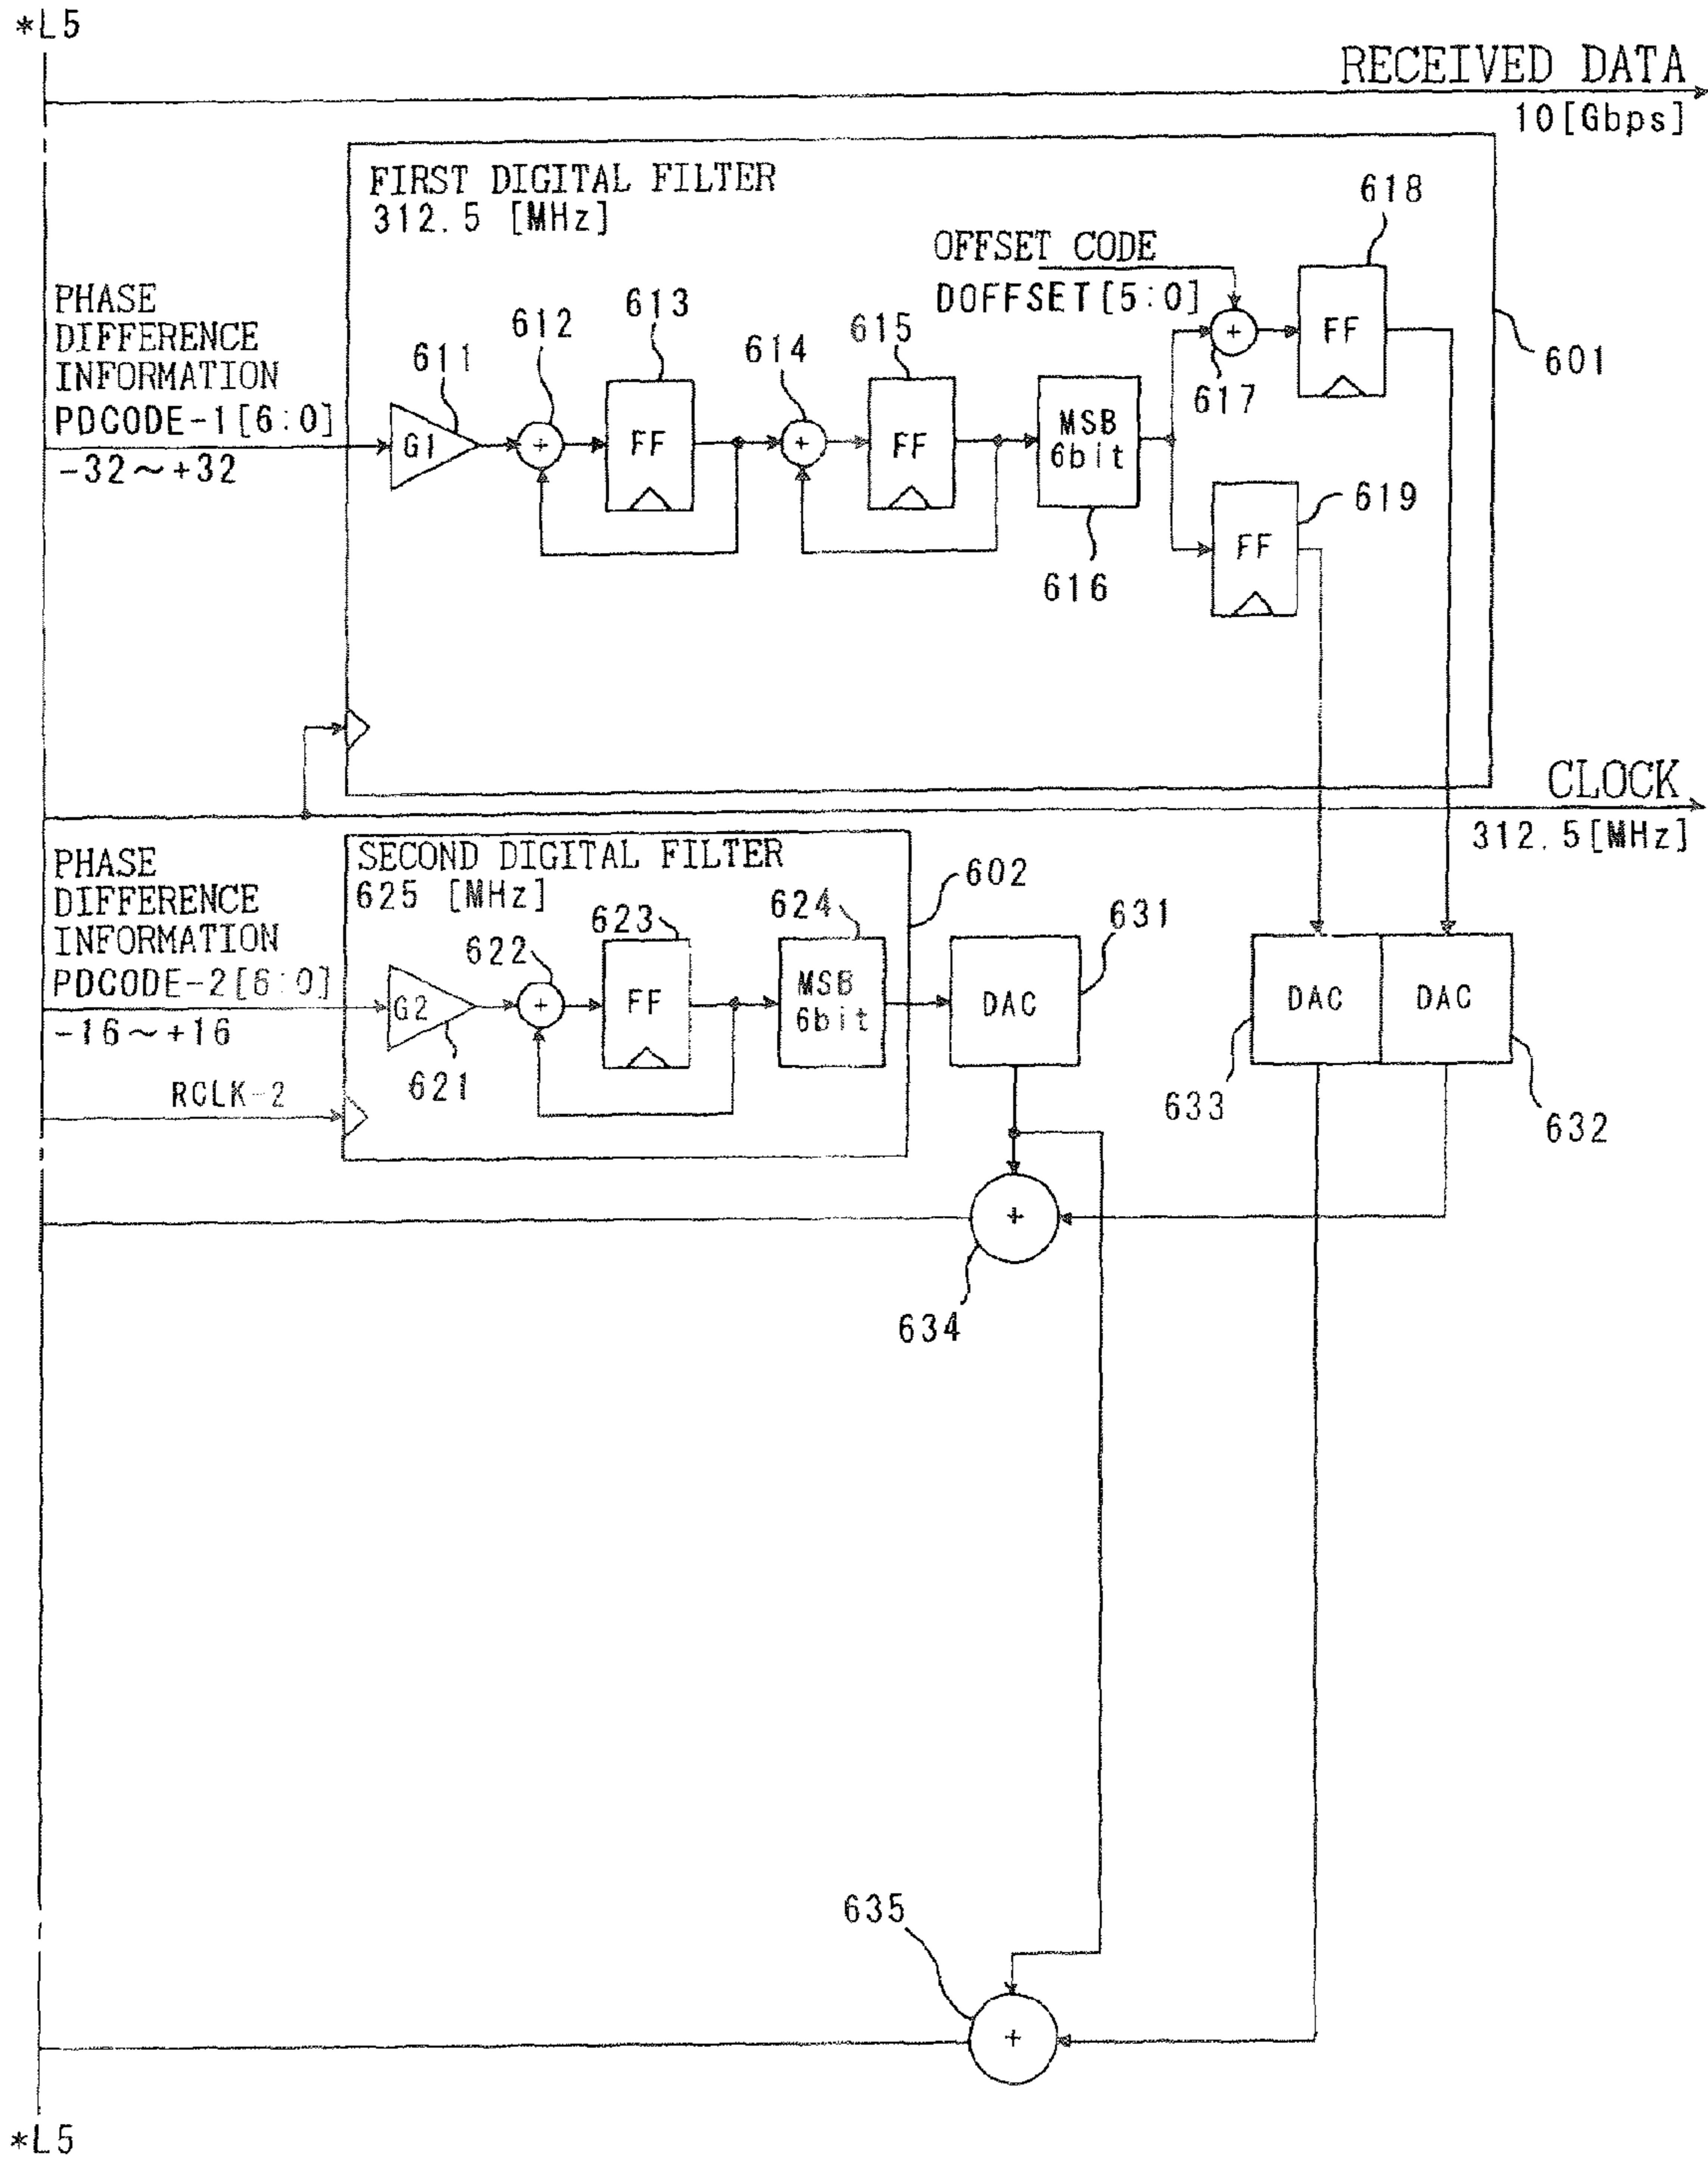 *L5
RECEIVED DATA
10[Gbps]
FIRST DIGITAL FILTER
312.5 [MHz]
618
OFFSET CODE
DOFFSET[5:0]
PHASE
DIFFERENCE
INFORMATION
PDCODE-1[6:0]
-32~+32
611
612
613
614
615
617
601
G1
+
FF
+
FF
MSB
6bit
+
FF
616
FF
619
CLOCK
312.5[MHz]
PHASE
DIFFERENCE
INFORMATION
PDCODE-2[6:0]
-16~+16
SECOND DIGITAL FILTER
625 [MHz]
602
622
623
624
631
G2
+
FF
MSB
6bit
DAC
DAC
DAC
621
RCLK-2
633
632
+
634
635
+
*L5